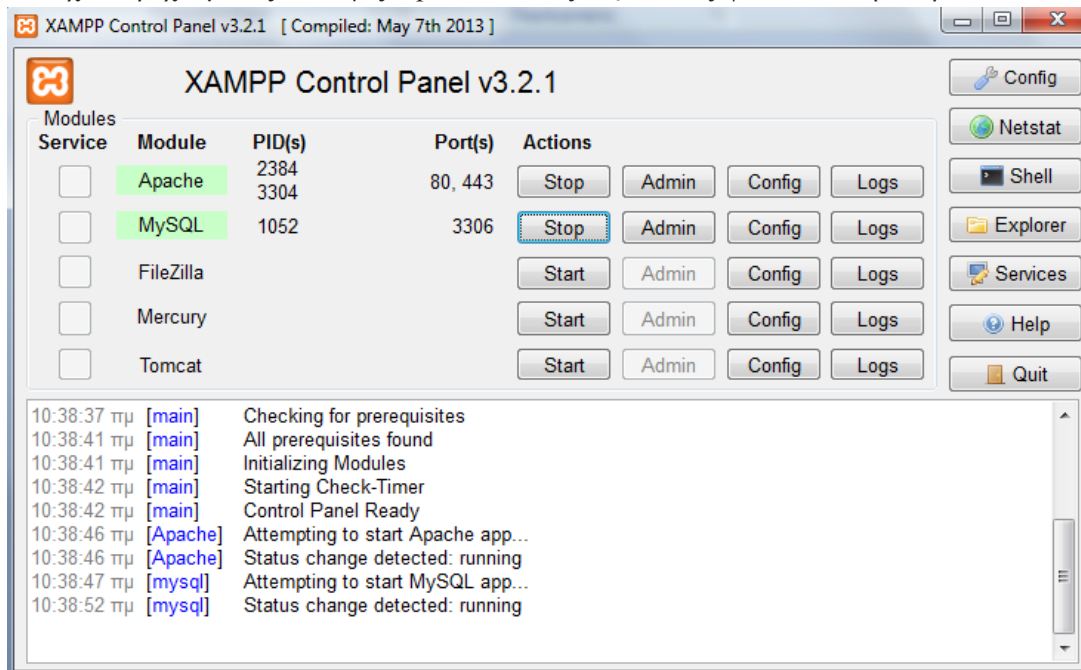 XAMPP Control Panel v3.2.1 [ Compiled: May 7th 2013 ]
XAMPP Control Panel v3.2.1
Config
Modules
Service Module PID(s) Port(s) Actions
Netstat
Apache 2384 3304 80, 443 Stop Admin Config Logs
Shell
MySQL 1052 3306 Stop Admin Config Logs
Explorer
FileZilla Start Admin Config Logs
Services
Mercury Start Admin Config Logs
Help
Tomcat Start Admin Config Logs
Quit
10:38:37 πμ [main] Checking for prerequisites
10:38:41 πμ [main] All prerequisites found
10:38:41 πμ [main] Initializing Modules
10:38:42 πμ [main] Starting Check-Timer
10:38:42 πμ [main] Control Panel Ready
10:38:46 πμ [Apache] Attempting to start Apache app...
10:38:46 πμ [Apache] Status change detected: running
10:38:47 πμ [mysql] Attempting to start MySQL app...
10:38:52 πμ [mysql] Status change detected: running